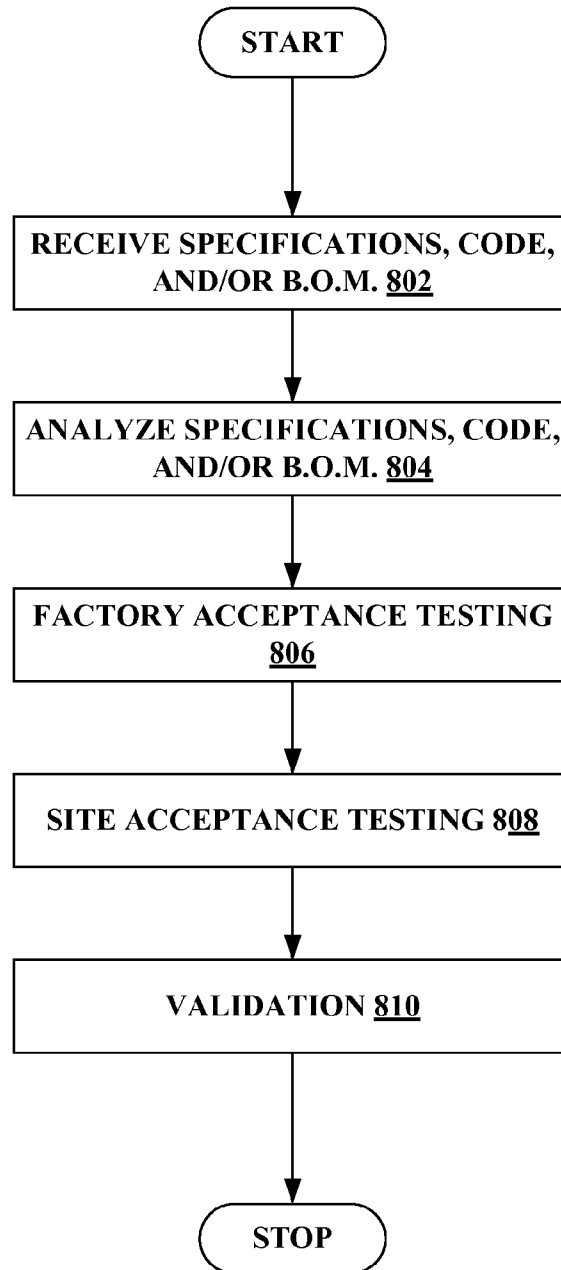 START
RECEIVE SPECIFICATIONS, CODE,
AND/OR B.O.M. 802
ANALYZE SPECIFICATIONS, CODE,
AND/OR B.O.M. 804
FACTORY ACCEPTANCE TESTING
806
SITE ACCEPTANCE TESTING 808
VALIDATION 810
STOP